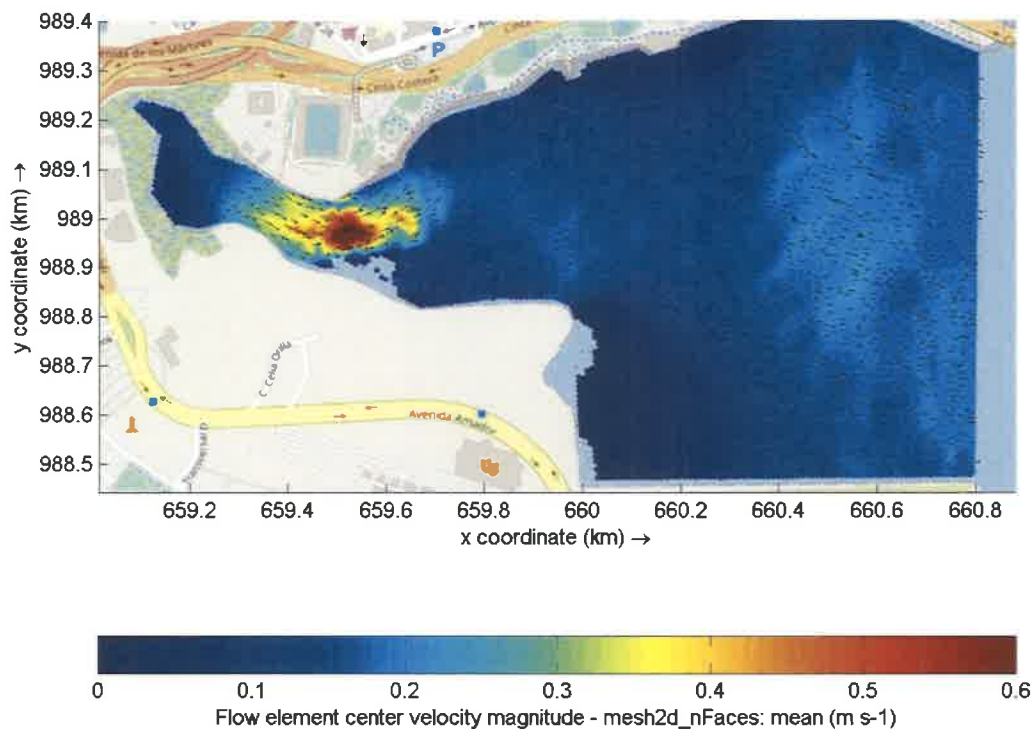 989.4
989.3
989.2
989.1
989
988.9
988.8
988.7
988.6
988.5
y coordinate (km) →
Cinta Costera
P
Avenida Amador
659.2 659.4 659.6 659.8 660 660.2 660.4 660.6 660.8
x coordinate (km) →
0 0.1 0.2 0.3 0.4 0.5 0.6
Flow element center velocity magnitude - mesh2d_nFaces: mean (m s-1)